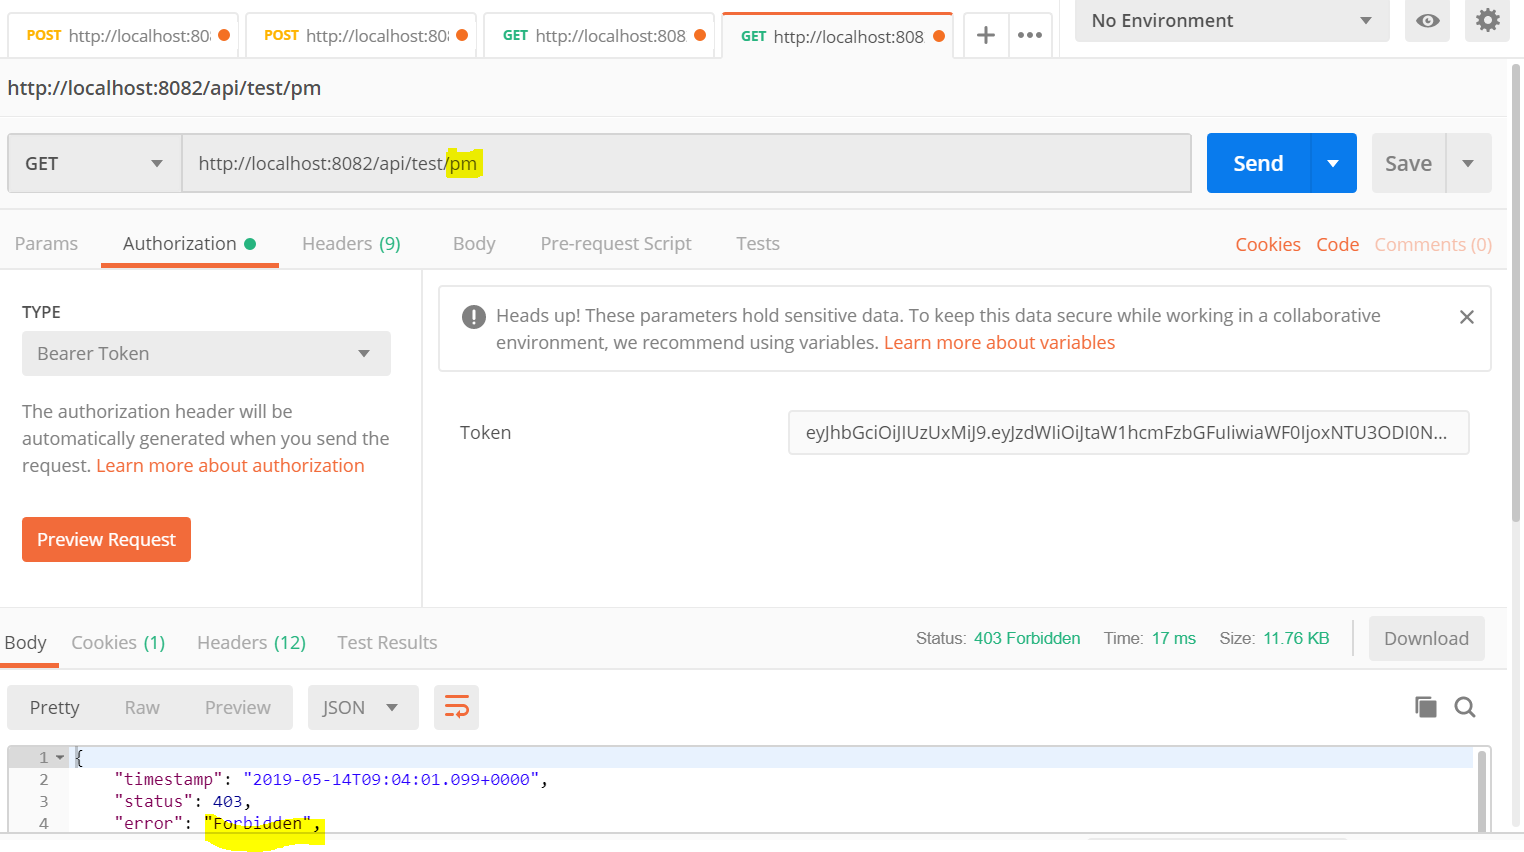 POST http://localhost:80 POST http://localhost:80 GET http://localhost:808 GET http://localhost:808 + ••• No Environment
http://localhost:8082/api/test/pm
GET http://localhost:8082/api/test/pm Send Save
Params Authorization Headers (9) Body Pre-request Script Tests Cookies Code Comments (0)
TYPE
Bearer Token
The authorization header will be
automatically generated when you send the
request. Learn more about authorization
Preview Request
Heads up! These parameters hold sensitive data. To keep this data secure while working in a collaborative
environment, we recommend using variables. Learn more about variables
Token eyJhbGciOiJIUzUxMiJ9.eyJzdWIiOiJtaW1hcmFzbGFuIiwiaWF0IjoxNTU3ODI0N...
Body Cookies (1) Headers (12) Test Results Status: 403 Forbidden Time: 17 ms Size: 11.76 KB Download
Pretty Raw Preview JSON
1 {
2 "timestamp": "2019-05-14T09:04:01.099+0000",
3 "status": 403,
4 "error": "Forbidden",